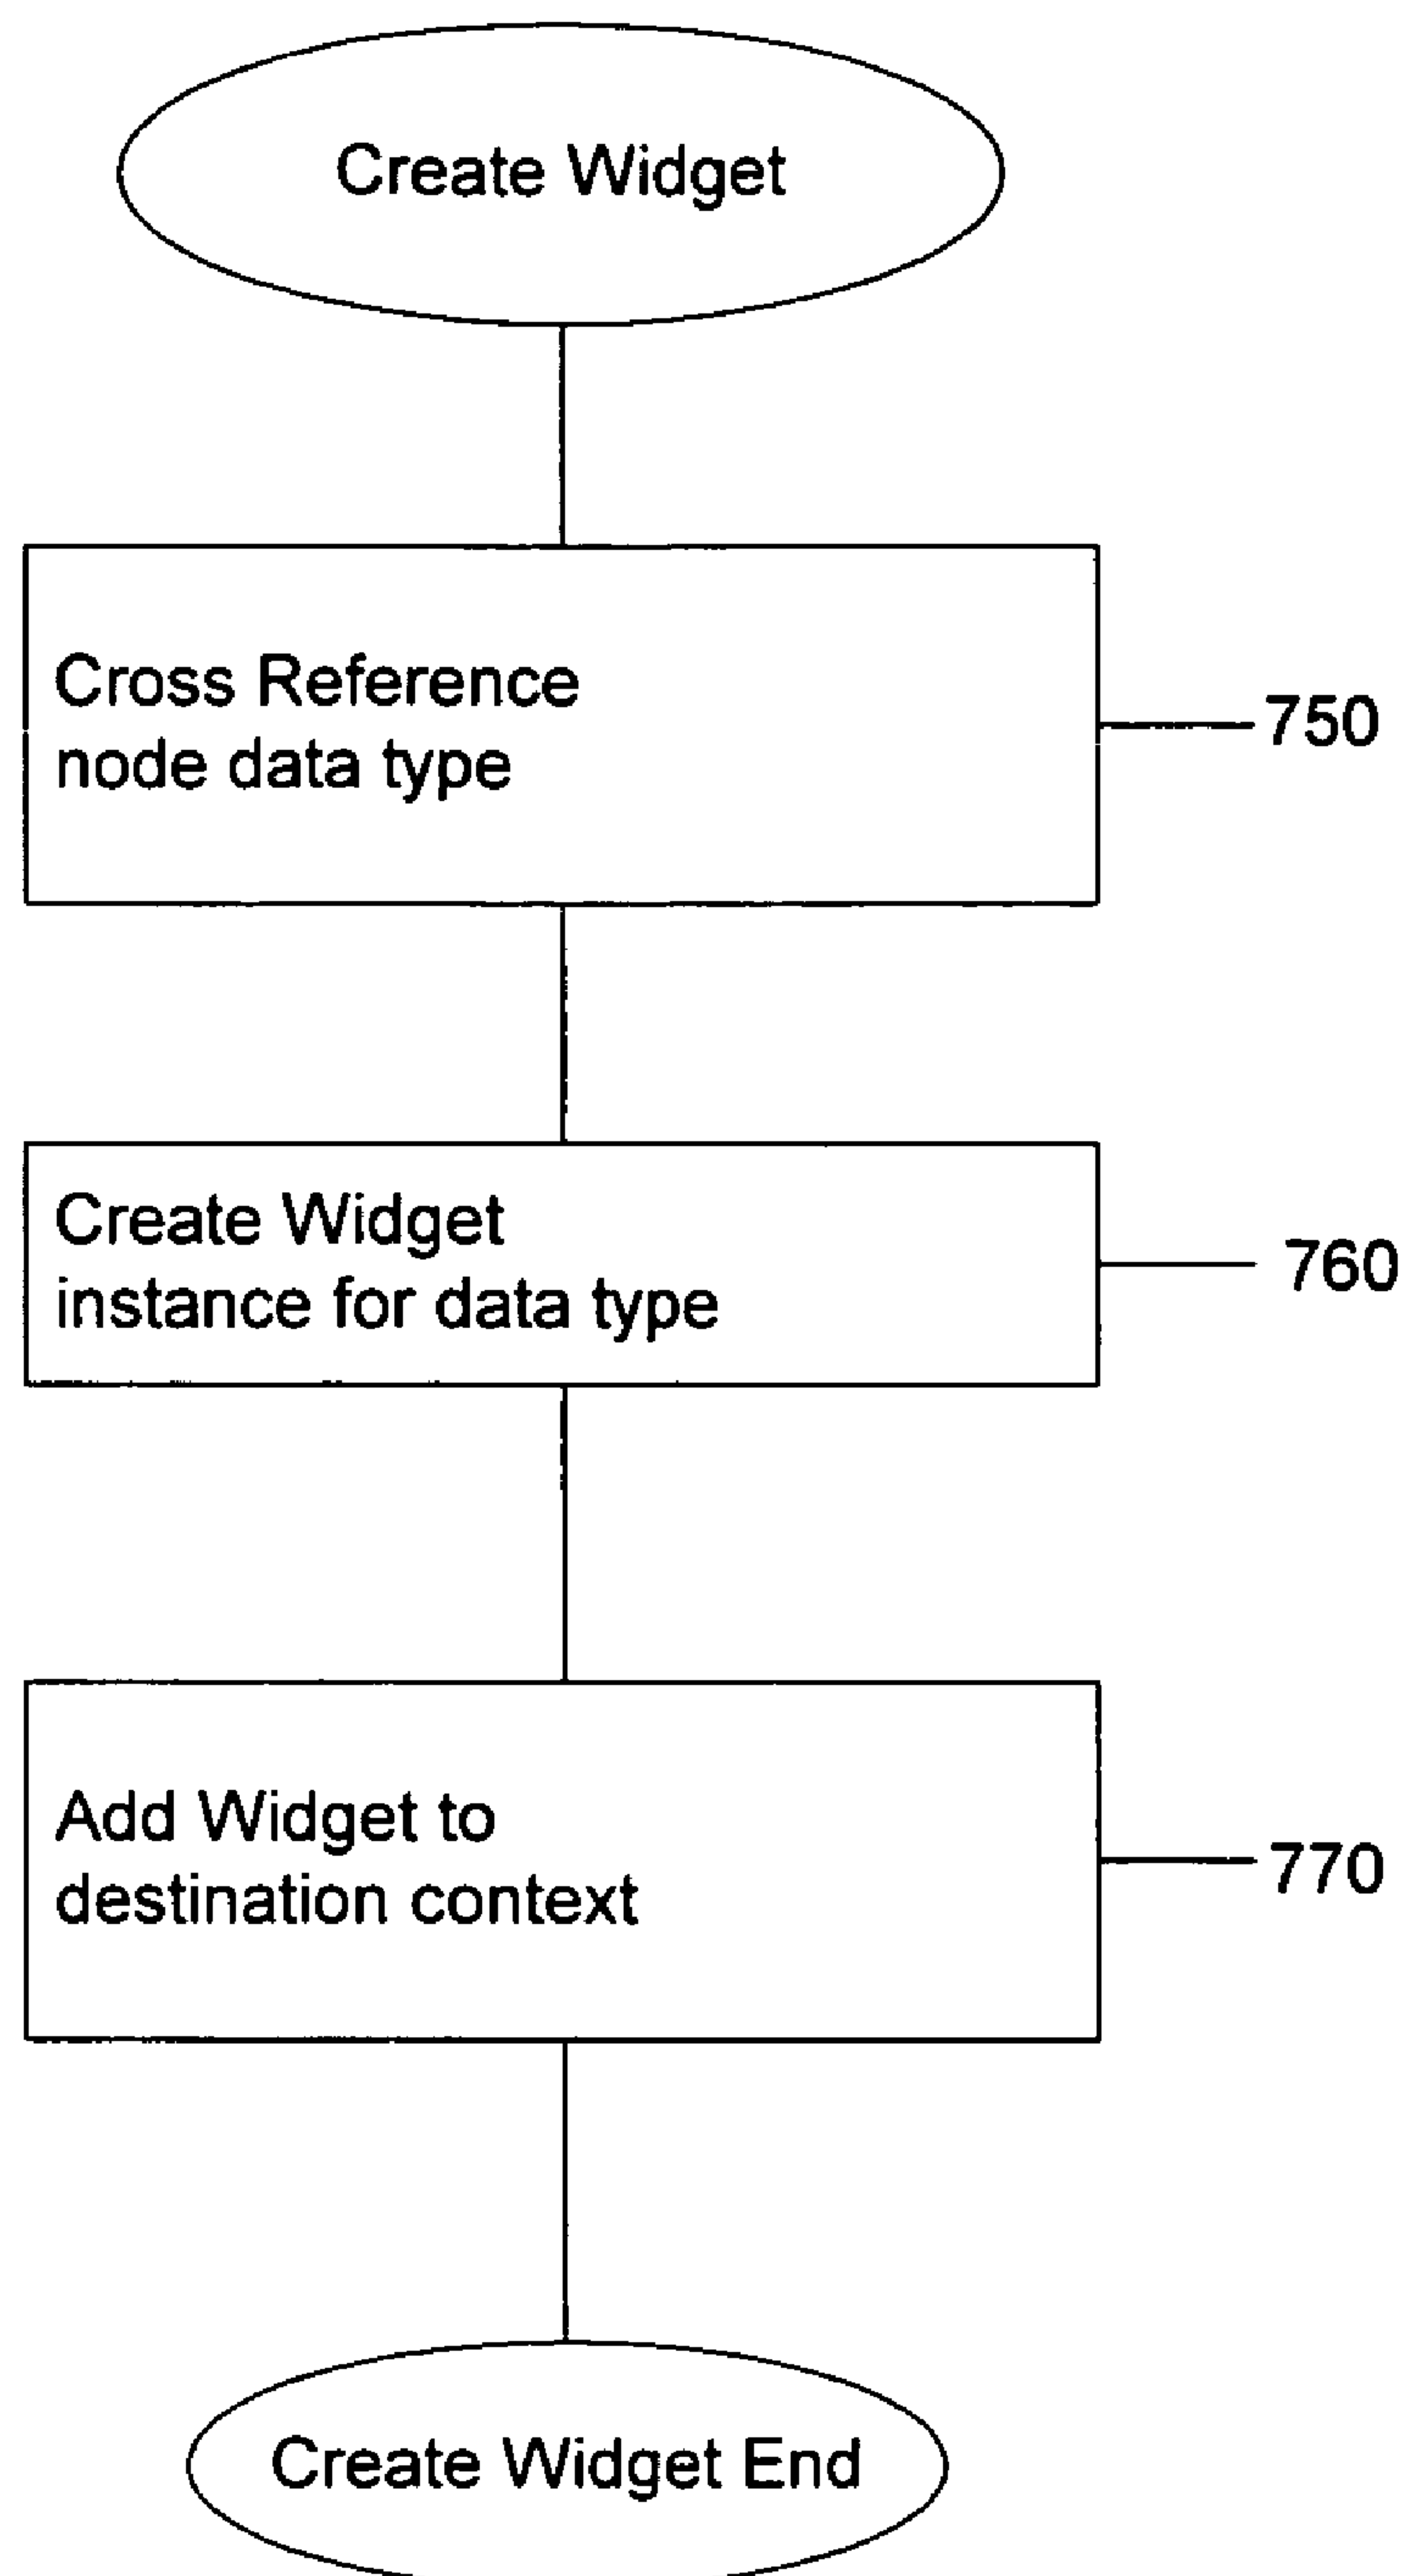 Create Widget
Cross Reference
node data type
750
Create Widget
instance for data type
760
Add Widget to
destination context
770
Create Widget End